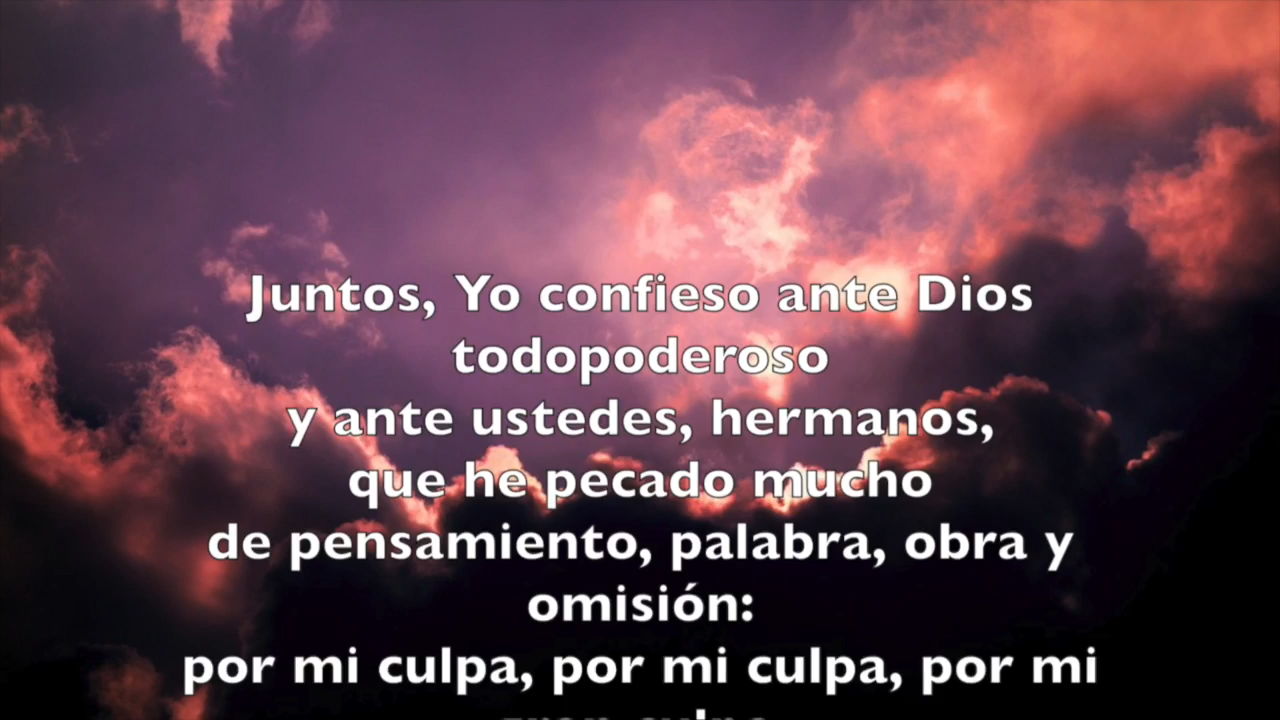 Juntos, Yo confieso ante Dios
todopoderoso
y ante ustedes, hermanos,
que he pecado mucho
de pensamiento, palabra, obra y
omisión:
por mi culpa, por mi culpa, por mi